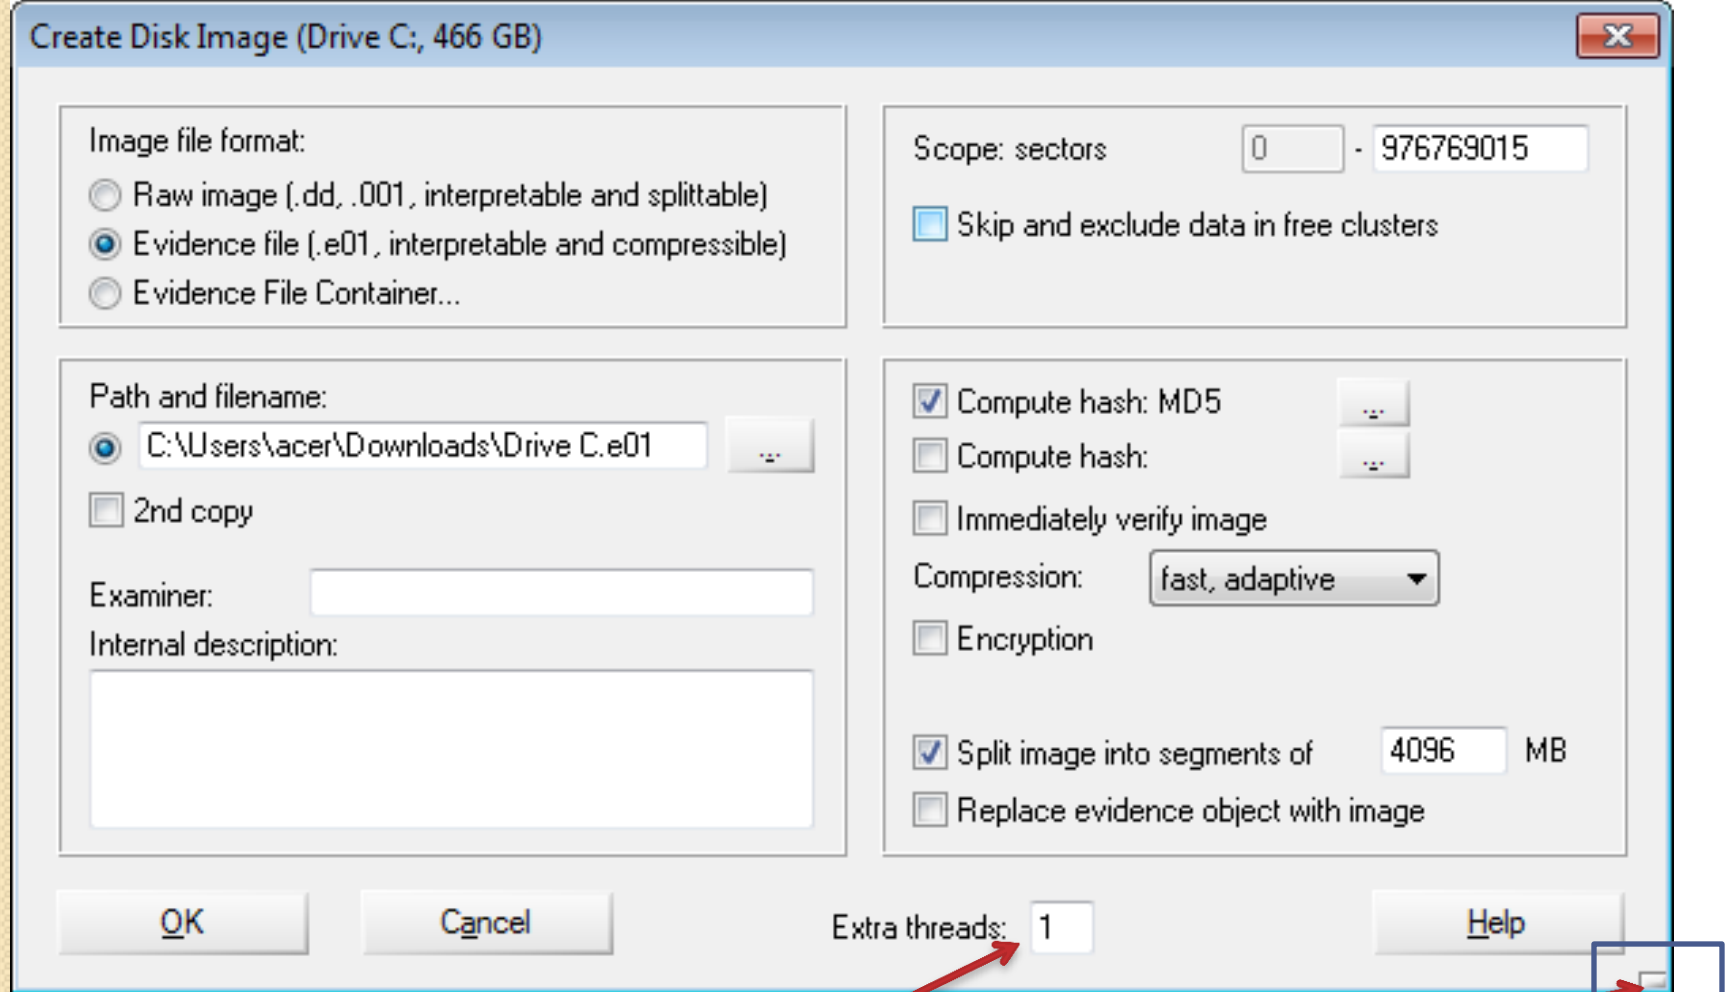 Create Disk Image (Drive C:, 466 GB)
Image file format:
Raw image (.dd, .001, interpretable and splittable)
Evidence file (.e01, interpretable and compressible)
Evidence File Container...
Scope: sectors 0 - 976769015
Skip and exclude data in free clusters
Path and filename:
C:\Users\acer\Downloads\Drive C.e01 ...
2nd copy
Examiner:
Internal description:
Compute hash: MD5 ...
Compute hash: ...
Immediately verify image
Compression: fast, adaptive
Encryption
Split image into segments of 4096 MB
Replace evidence object with image
OK Cancel Extra threads: 1 Help